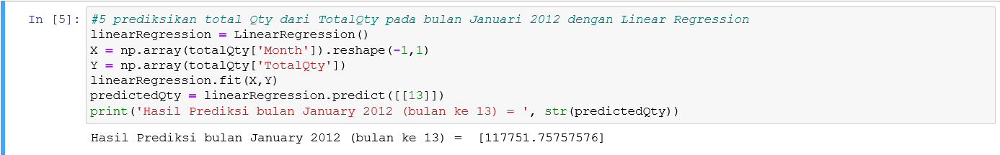 In [5]: #5 prediksikan total Qty dari TotalQty pada bulan Januari 2012 dengan Linear Regression
linearRegression = LinearRegression()
X = np.array(totalQty['Month']).reshape(-1,1)
Y = np.array(totalQty['TotalQty'])
linearRegression.fit(X,Y)
predictedQty = linearRegression.predict([[13]])
print('Hasil Prediksi bulan January 2012 (bulan ke 13) = ', str(predictedQty))
Hasil Prediksi bulan January 2012 (bulan ke 13) =  [117751.75757576]